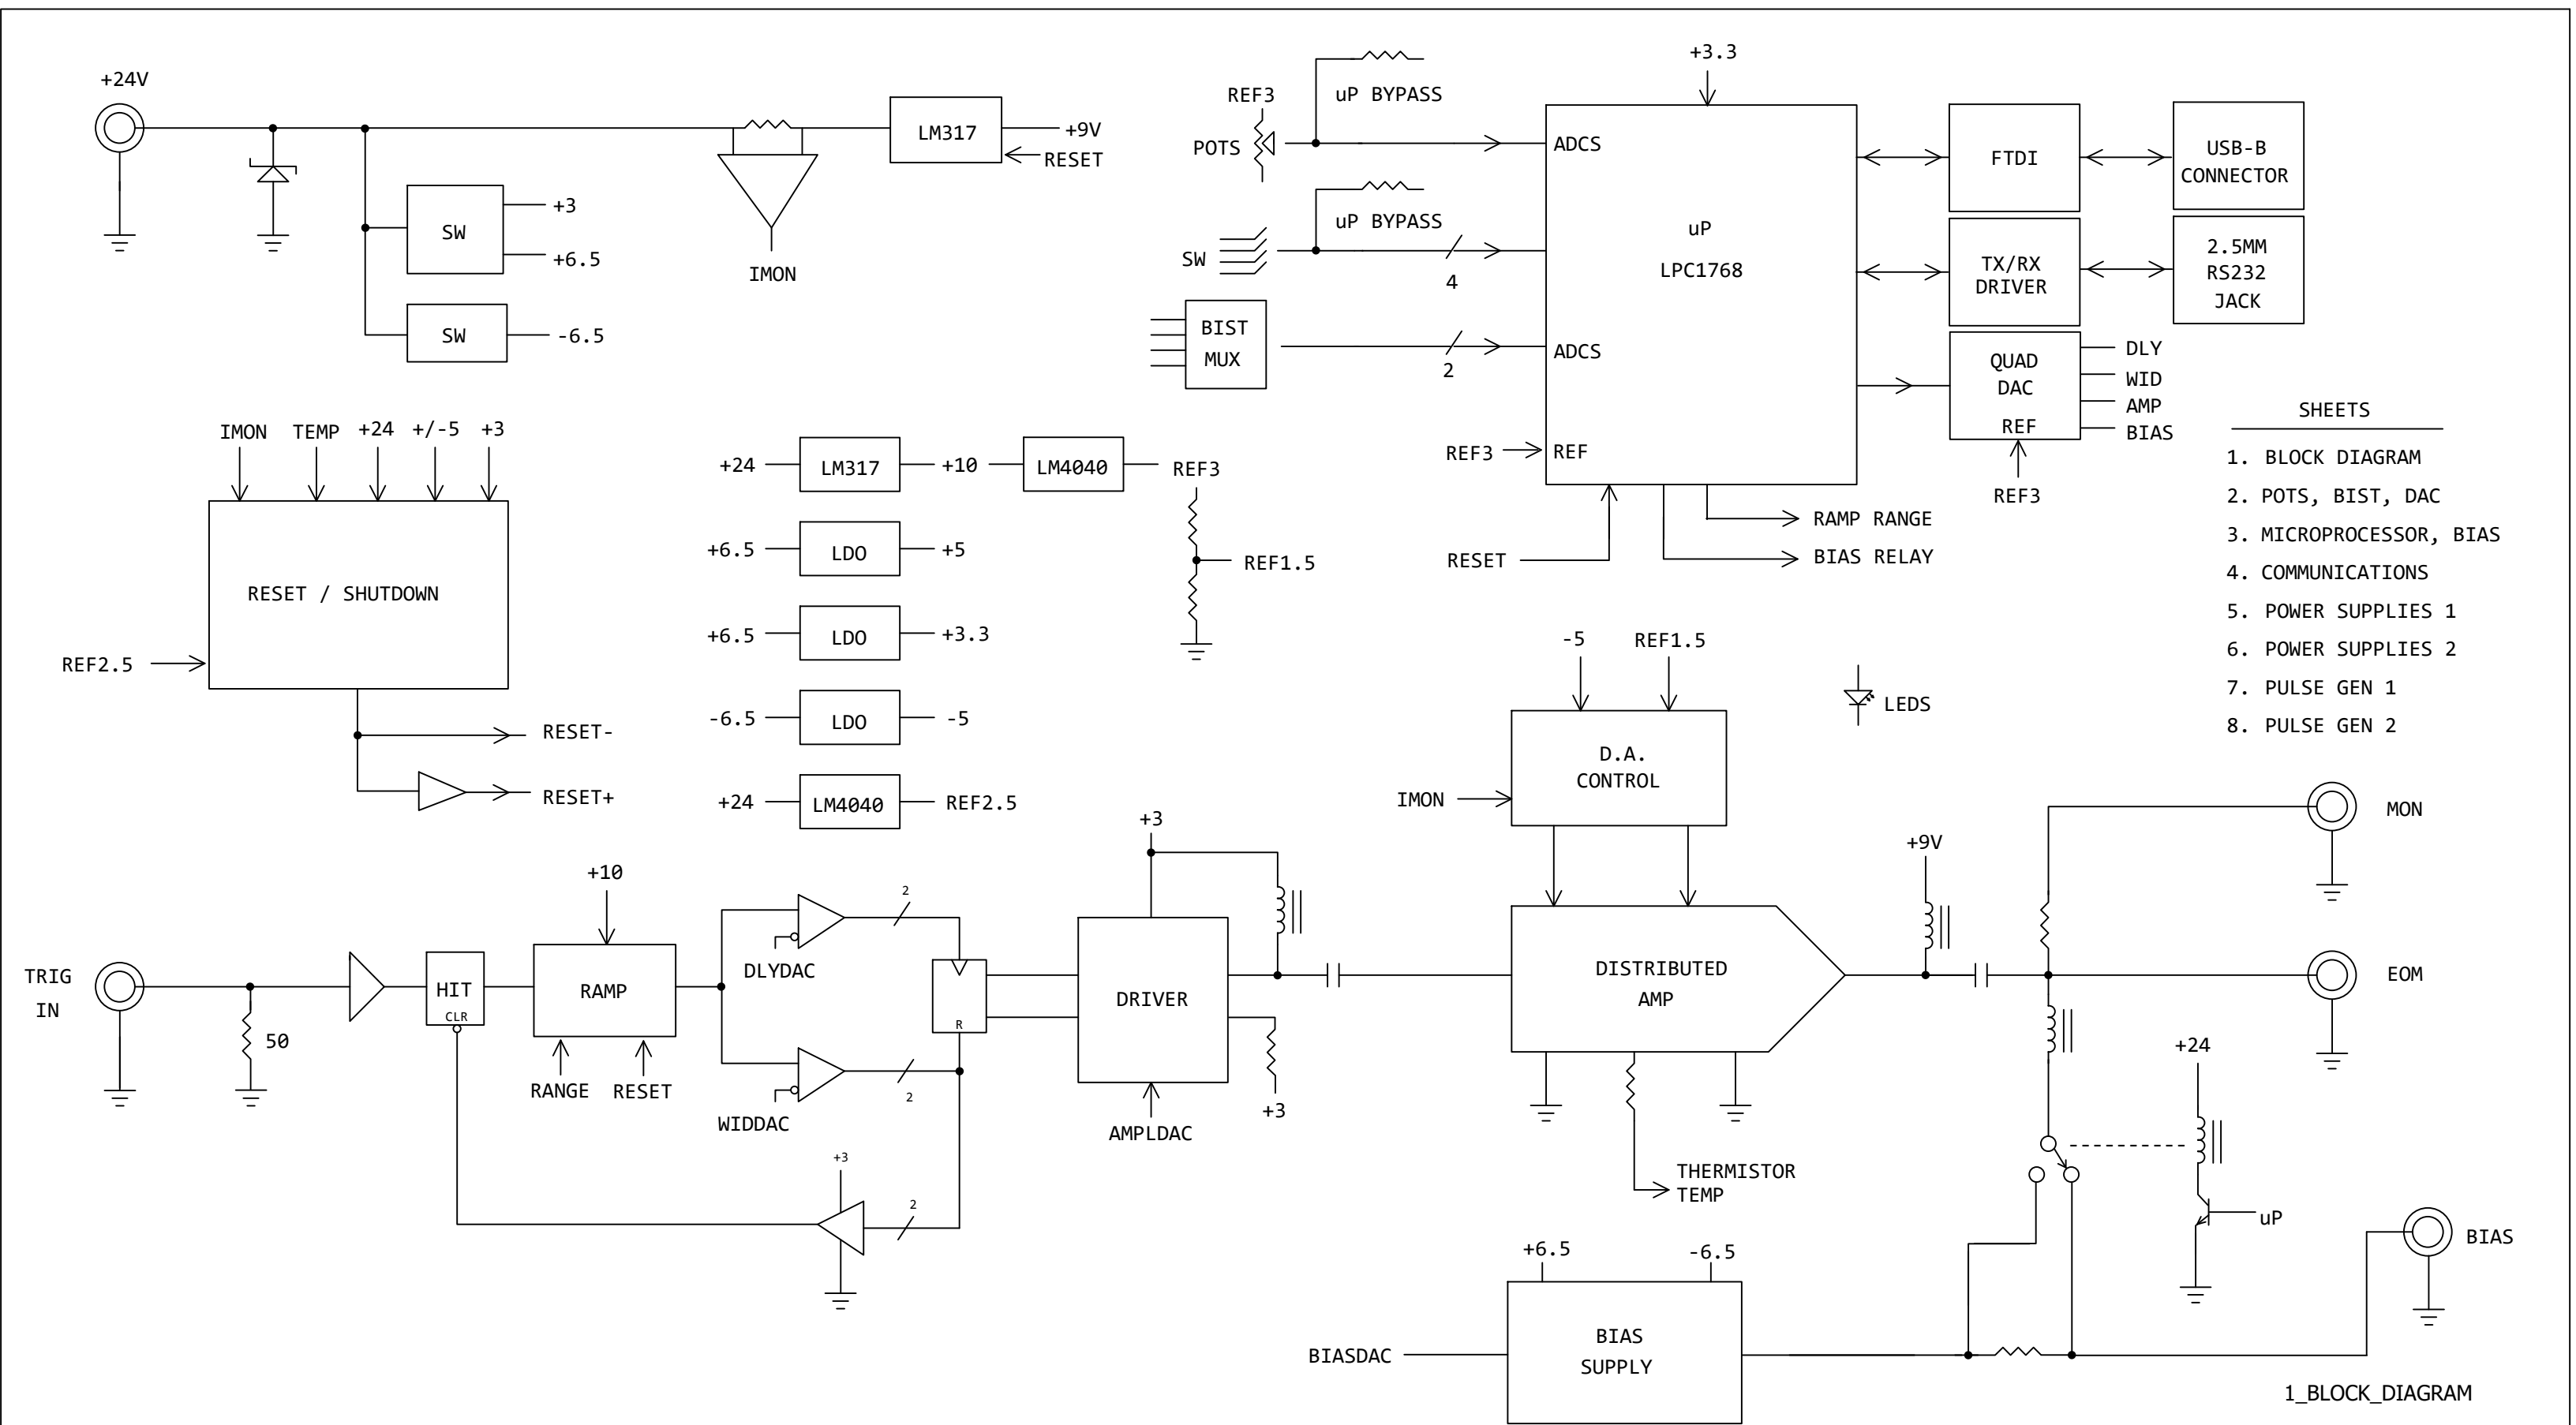 +24V
LM317
+9V
RESET
SW
+3
+6.5
SW
-6.5
IMON
REF3
POTS
uP BYPASS
uP BYPASS
SW
4
BIST
MUX
2
+3.3
ADCS
uP
LPC1768
ADCS
REF3
REF
RESET
RAMP RANGE
BIAS RELAY
FTDI
USB-B
CONNECTOR
TX/RX
DRIVER
2.5MM
RS232
JACK
QUAD
DAC
REF
REF3
DLY
WID
AMP
BIAS
SHEETS
1. BLOCK DIAGRAM
2. POTS, BIST, DAC
3. MICROPROCESSOR, BIAS
4. COMMUNICATIONS
5. POWER SUPPLIES 1
6. POWER SUPPLIES 2
7. PULSE GEN 1
8. PULSE GEN 2
IMON TEMP +24 +/-5 +3
RESET / SHUTDOWN
REF2.5
RESET-
RESET+
+24 LM317 +10 LM4040 REF3
REF1.5
+6.5 LDO +5
+6.5 LDO +3.3
-6.5 LDO -5
+24 LM4040 REF2.5
-5 REF1.5
D.A.
CONTROL
IMON
LEDS
TRIG
IN
50
HIT
CLR
+10
RAMP
RANGE RESET
DLYDAC
2
WIDDAC
2
R
+3
2
+3
DRIVER
AMPLDAC
+3
DISTRIBUTED
AMP
THERMISTOR
TEMP
+9V
MON
EOM
+24
uP
BIAS
+6.5 -6.5
BIASDAC
BIAS
SUPPLY
1_BLOCK_DIAGRAM